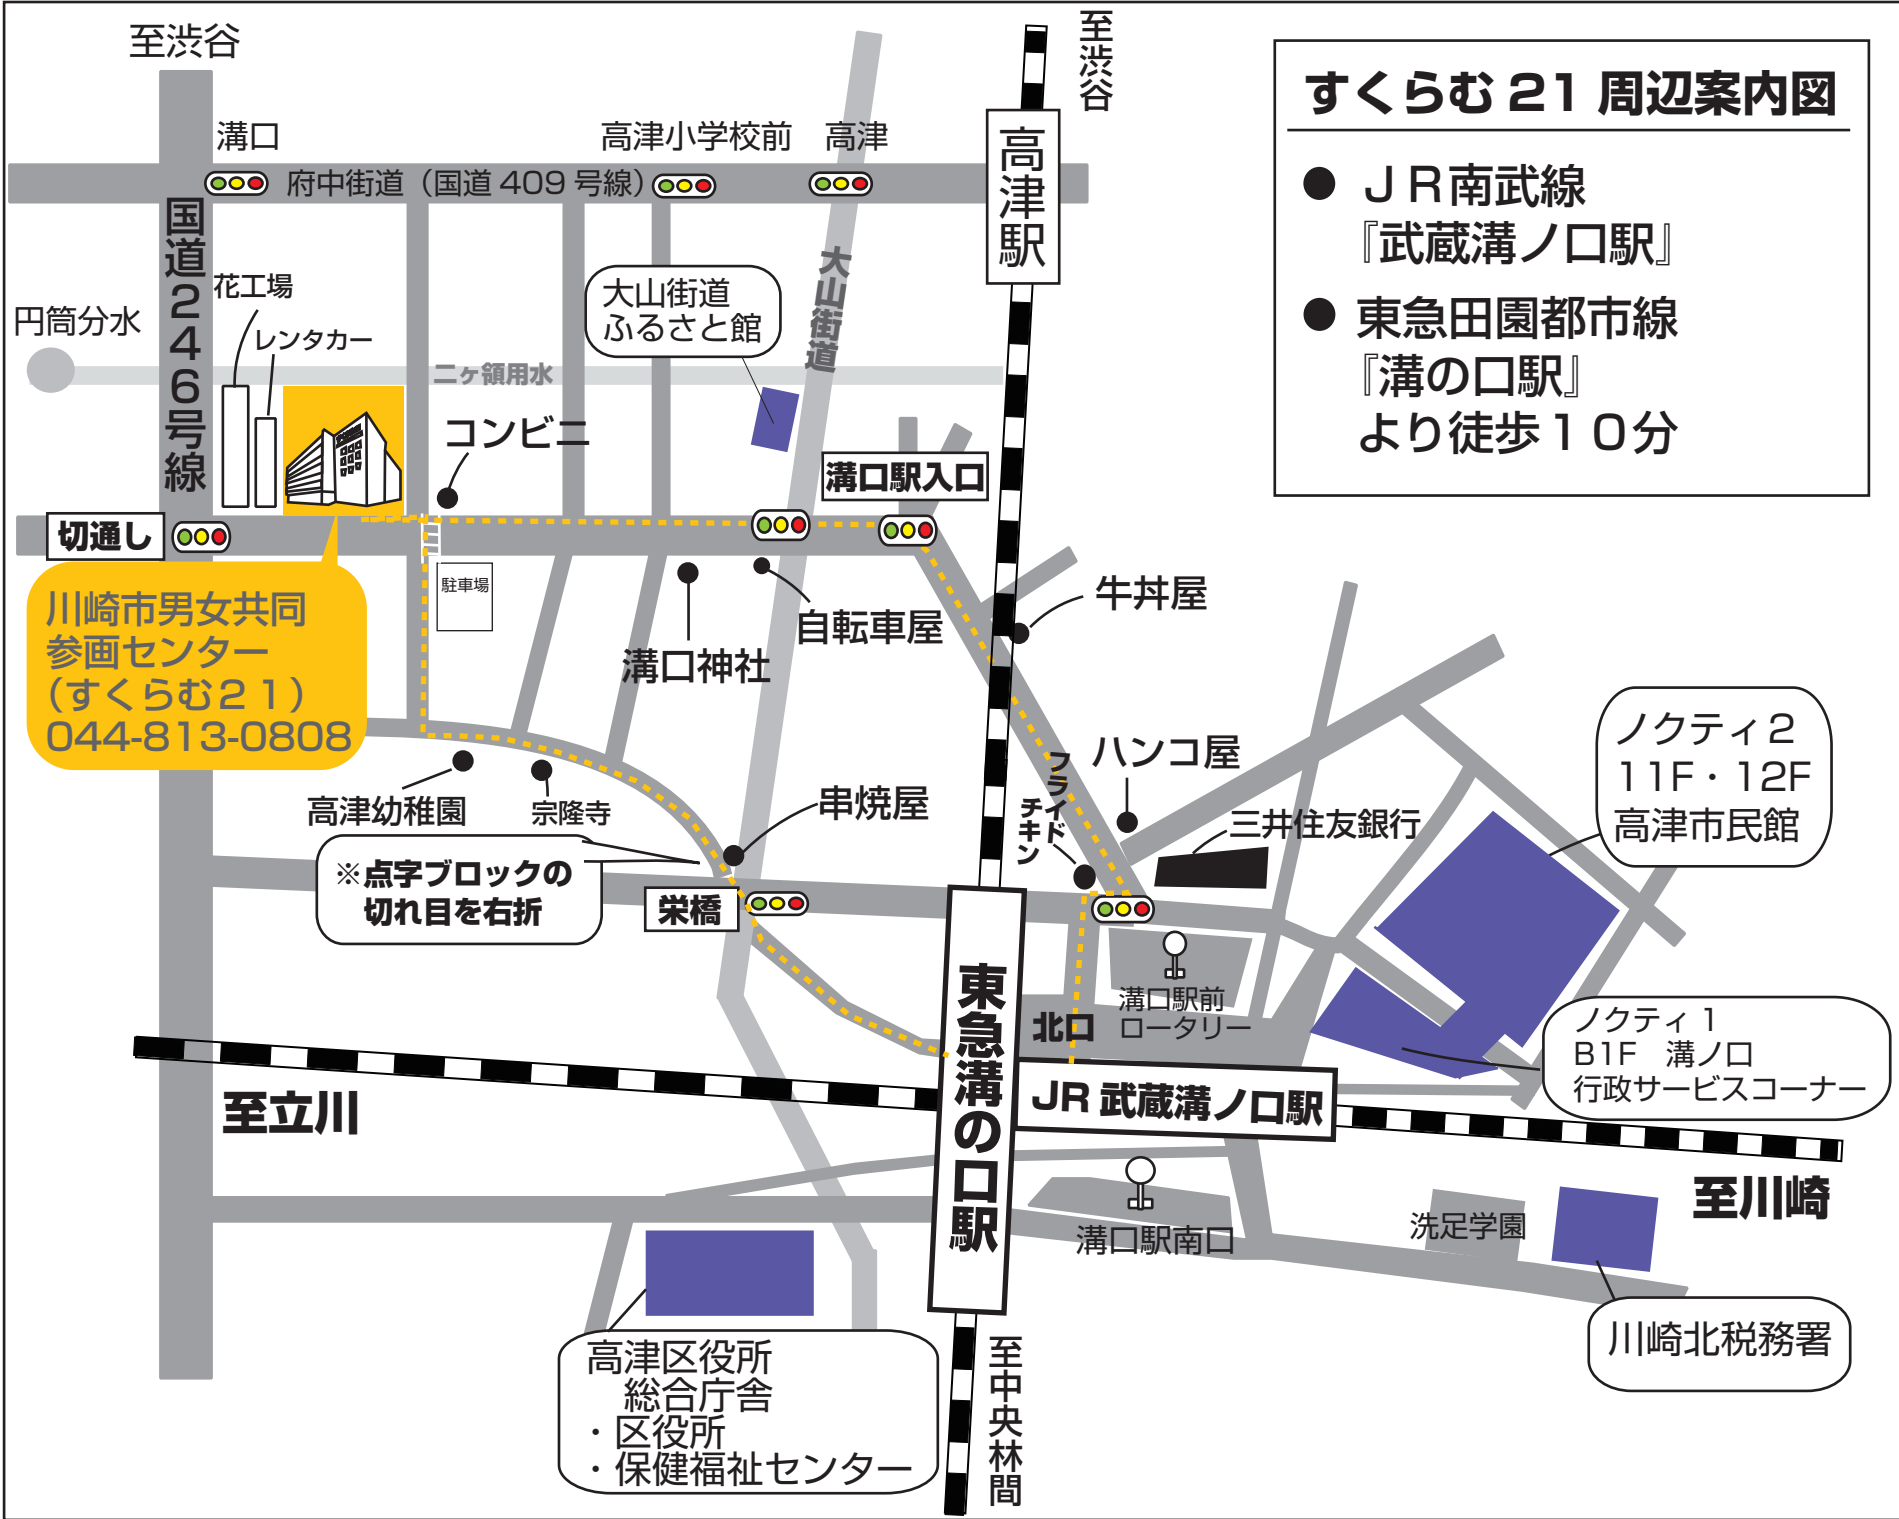 至渋谷
至渋谷
すくらむ21 周辺案内図
● ＪＲ南武線
『武蔵溝ノ口駅』
● 東急田園都市線
『溝の口駅』
より徒歩１０分
溝口
高津小学校前
高津
府中街道（国道409号線）
高津駅
国道２４６号線
花工場
レンタカー
円筒分水
大山街道
ふるさと館
大山街道
二ヶ領用水
コンビニ
溝口駅入口
切通し
駐車場
川崎市男女共同
参画センター
（すくらむ２１）
044-813-0808
溝口神社
自転車屋
牛丼屋
ハンコ屋
フライド
チキン
三井住友銀行
ノクティ２
11F・12F
高津市民館
高津幼稚園
宗隆寺
串焼屋
※点字ブロックの
切れ目を右折
栄橋
東急溝の口駅
北口
溝口駅前
ロータリー
ノクティ１
B1F　溝ノ口
行政サービスコーナー
JR 武蔵溝ノ口駅
至立川
至川崎
溝口駅南口
洗足学園
川崎北税務署
高津区役所
総合庁舎
・区役所
・保健福祉センター
至中央林間